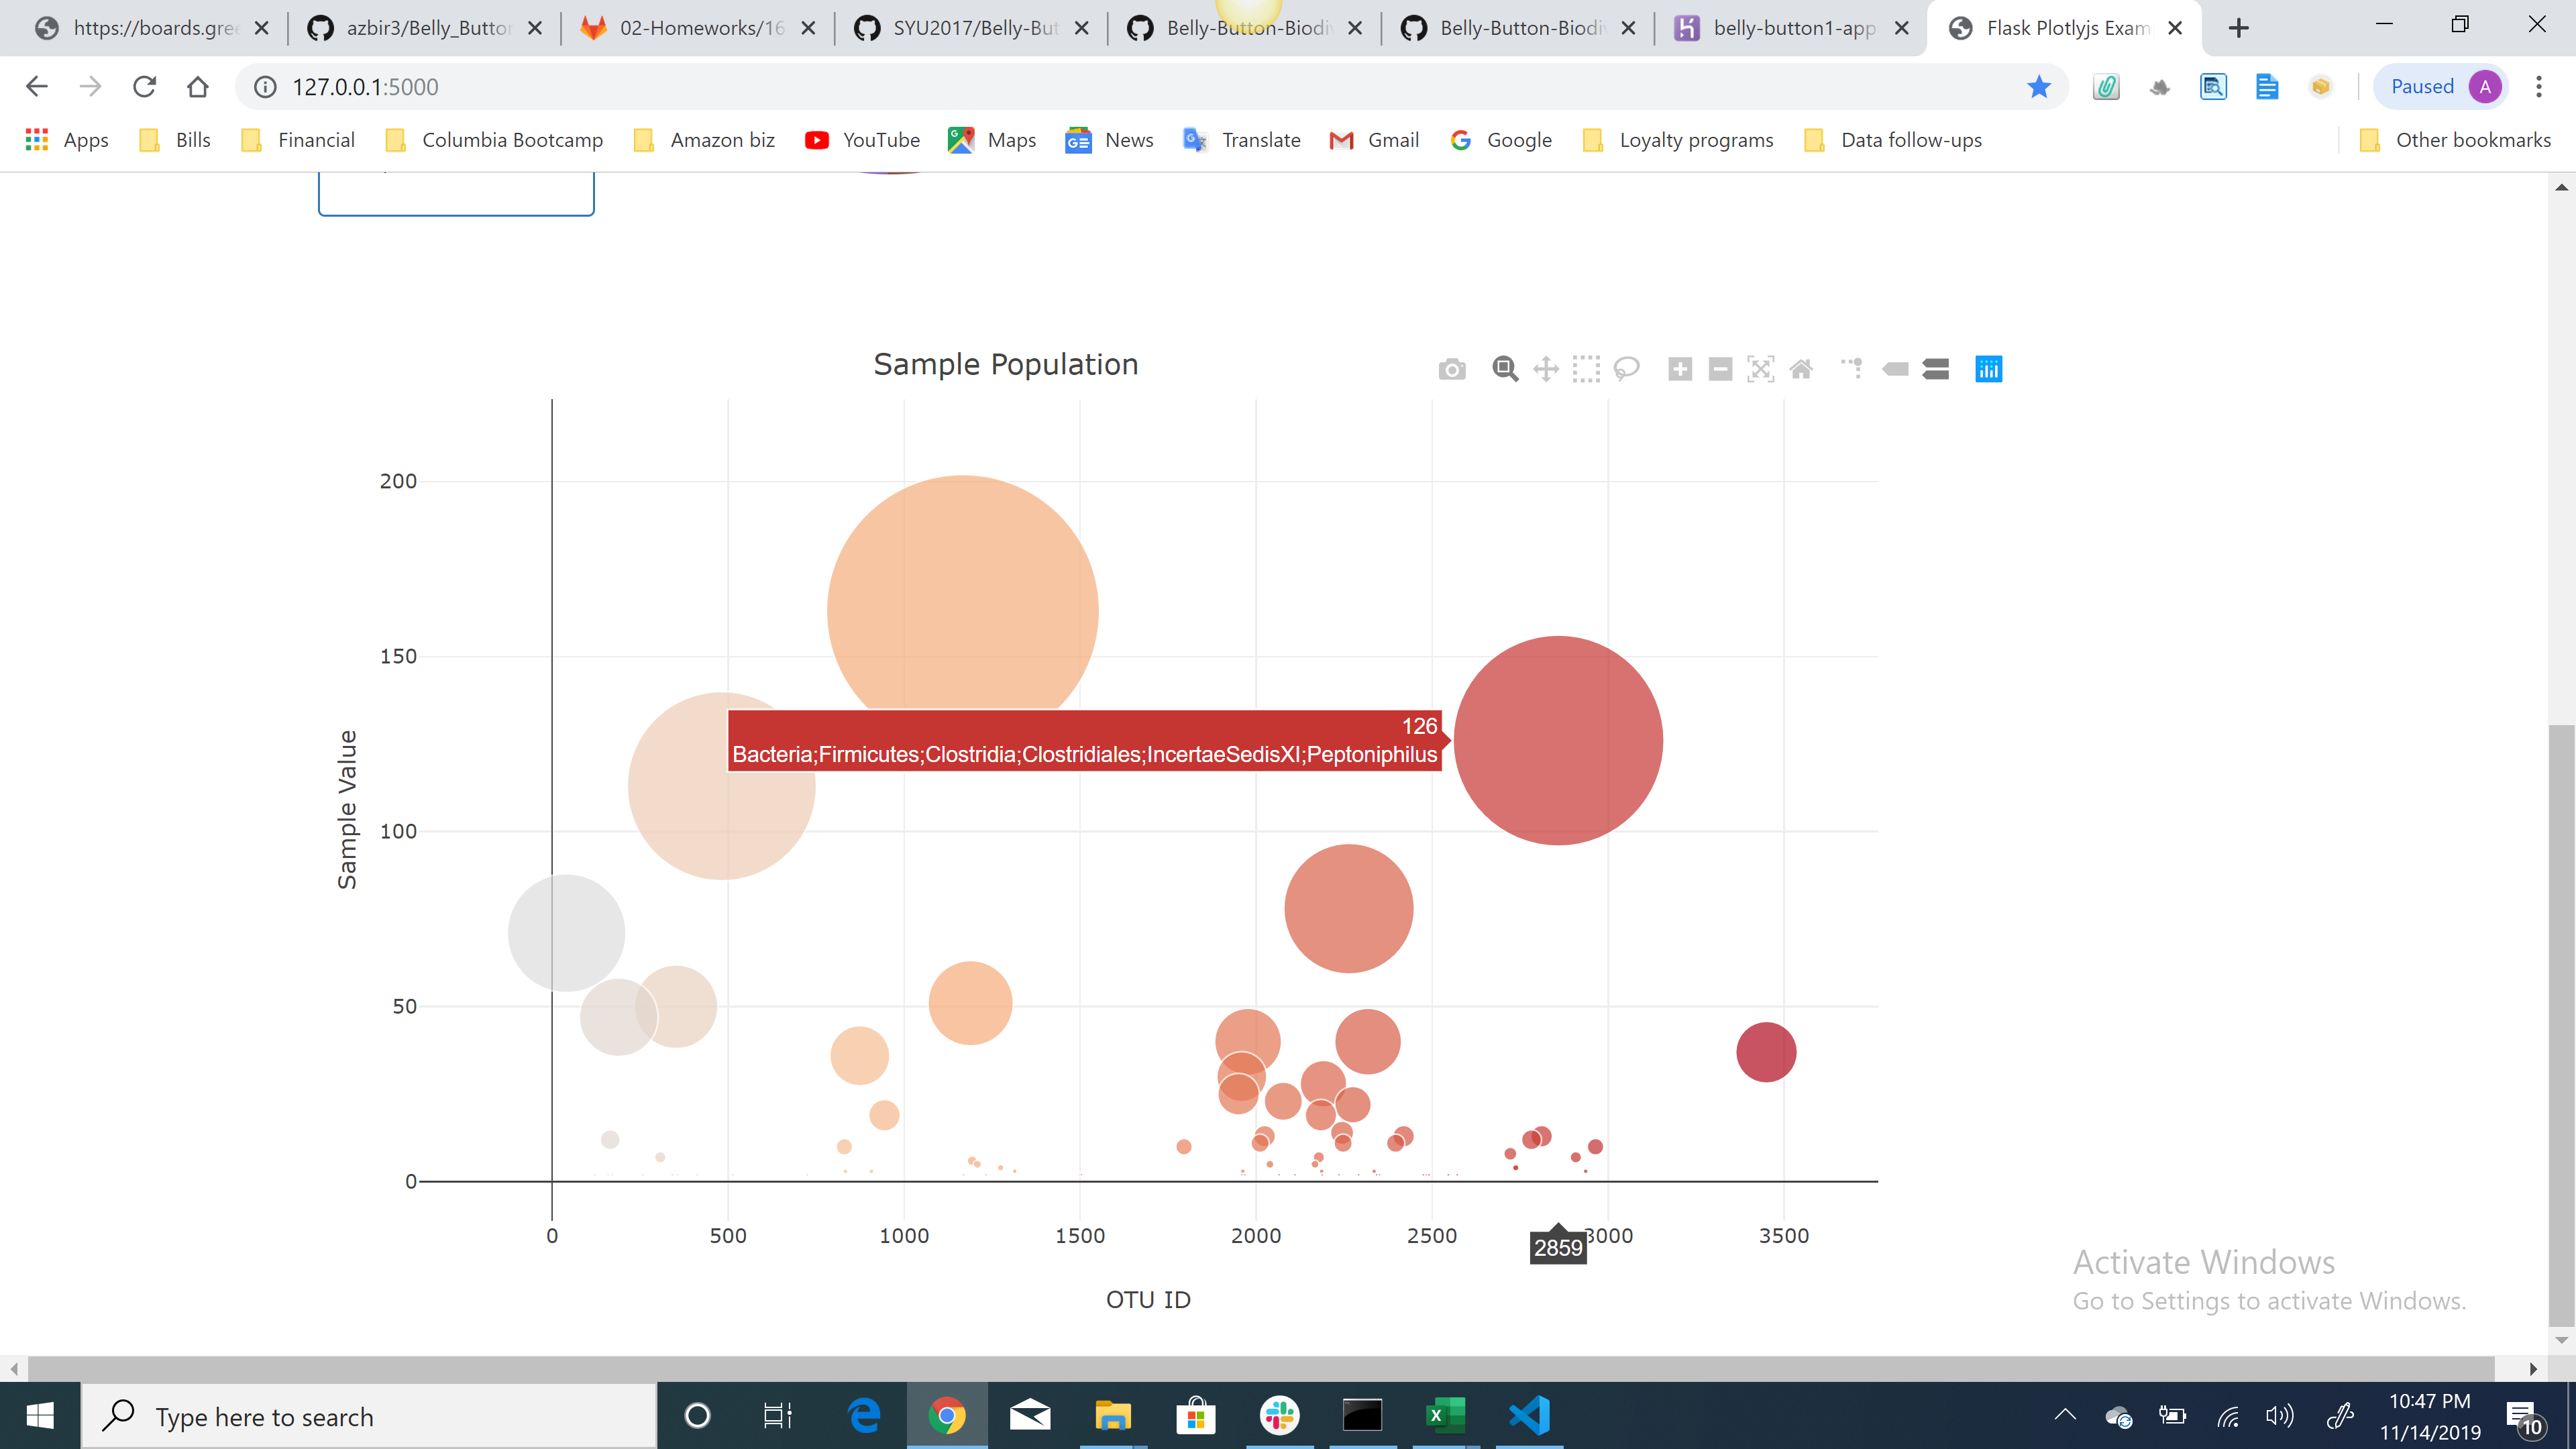 https://boards.gree
azbir3/Belly_Button
02-Homeworks/16
SYU2017/Belly-But
Belly-Button-Biodiv
Belly-Button-Biodiv
belly-button1-app
Flask Plotlyjs Exam
127.0.0.1:5000
Paused
A
Apps
Bills
Financial
Columbia Bootcamp
Amazon biz
YouTube
Maps
News
Translate
Gmail
Google
Loyalty programs
Data follow-ups
Other bookmarks
Sample Population
200
150
100
50
0
Sample Value
126
Bacteria;Firmicutes;Clostridia;Clostridiales;IncertaeSedisXI;Peptoniphilus
0
500
1000
1500
2000
2500
3000
3500
2859
OTU ID
Activate Windows
Go to Settings to activate Windows.
Type here to search
10:47 PM
11/14/2019
10